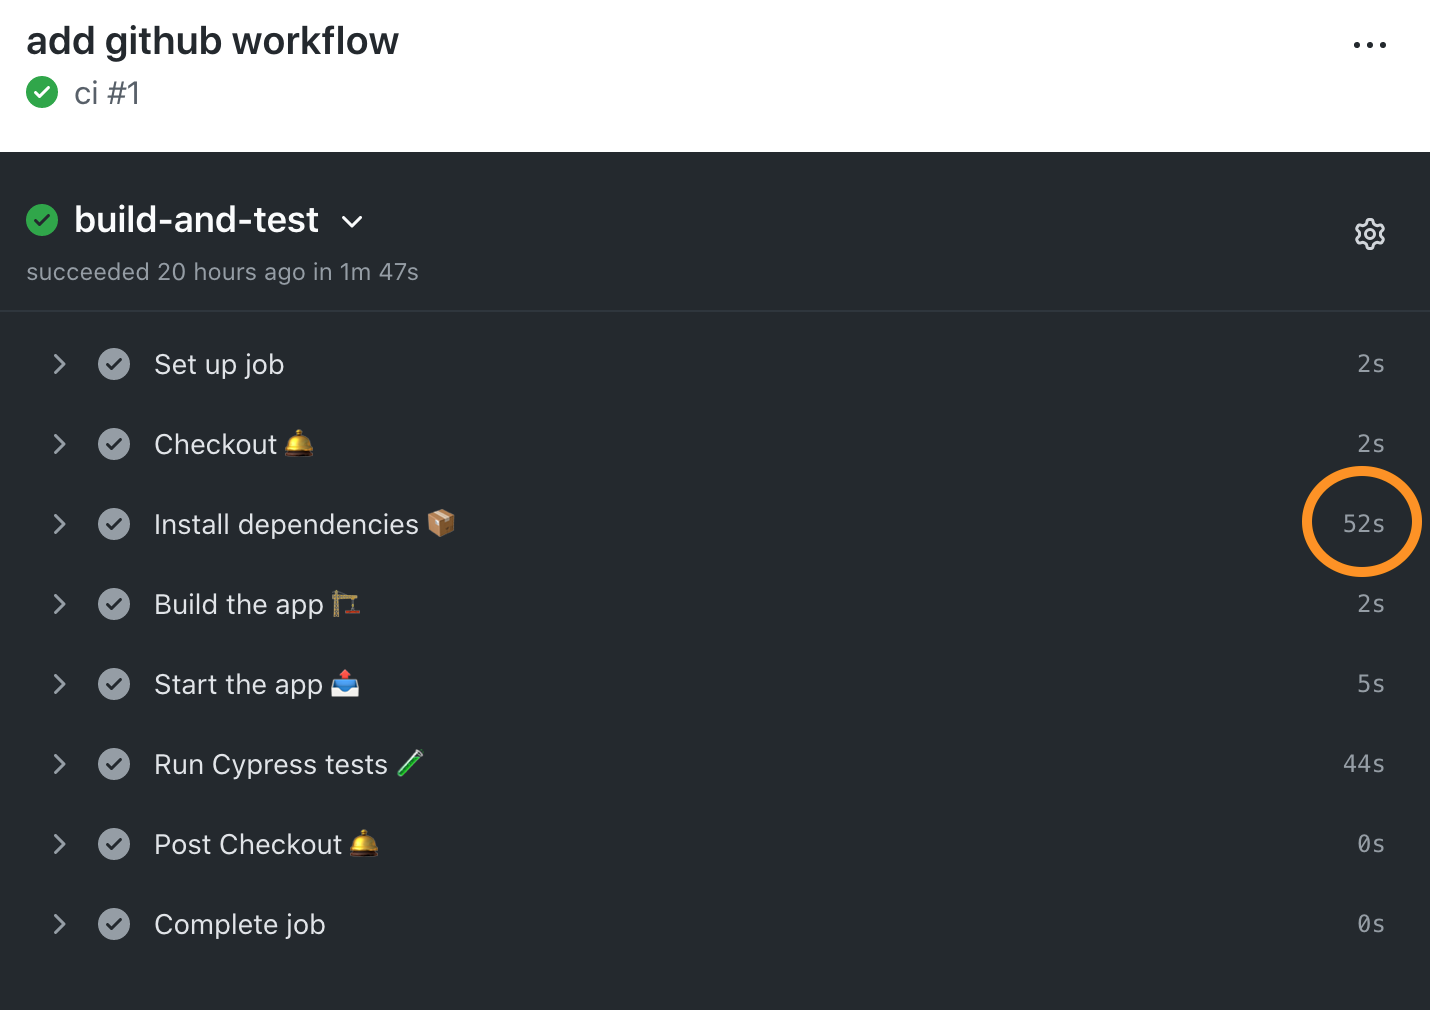 add github workflow
ci #1
build-and-test
succeeded 20 hours ago in 1m 47s
Set up job 2s
Checkout 🛎️ 2s
Install dependencies 📦 52s
Build the app 🏗️ 2s
Start the app 📤 5s
Run Cypress tests 🧪 44s
Post Checkout 🛎️ 0s
Complete job 0s